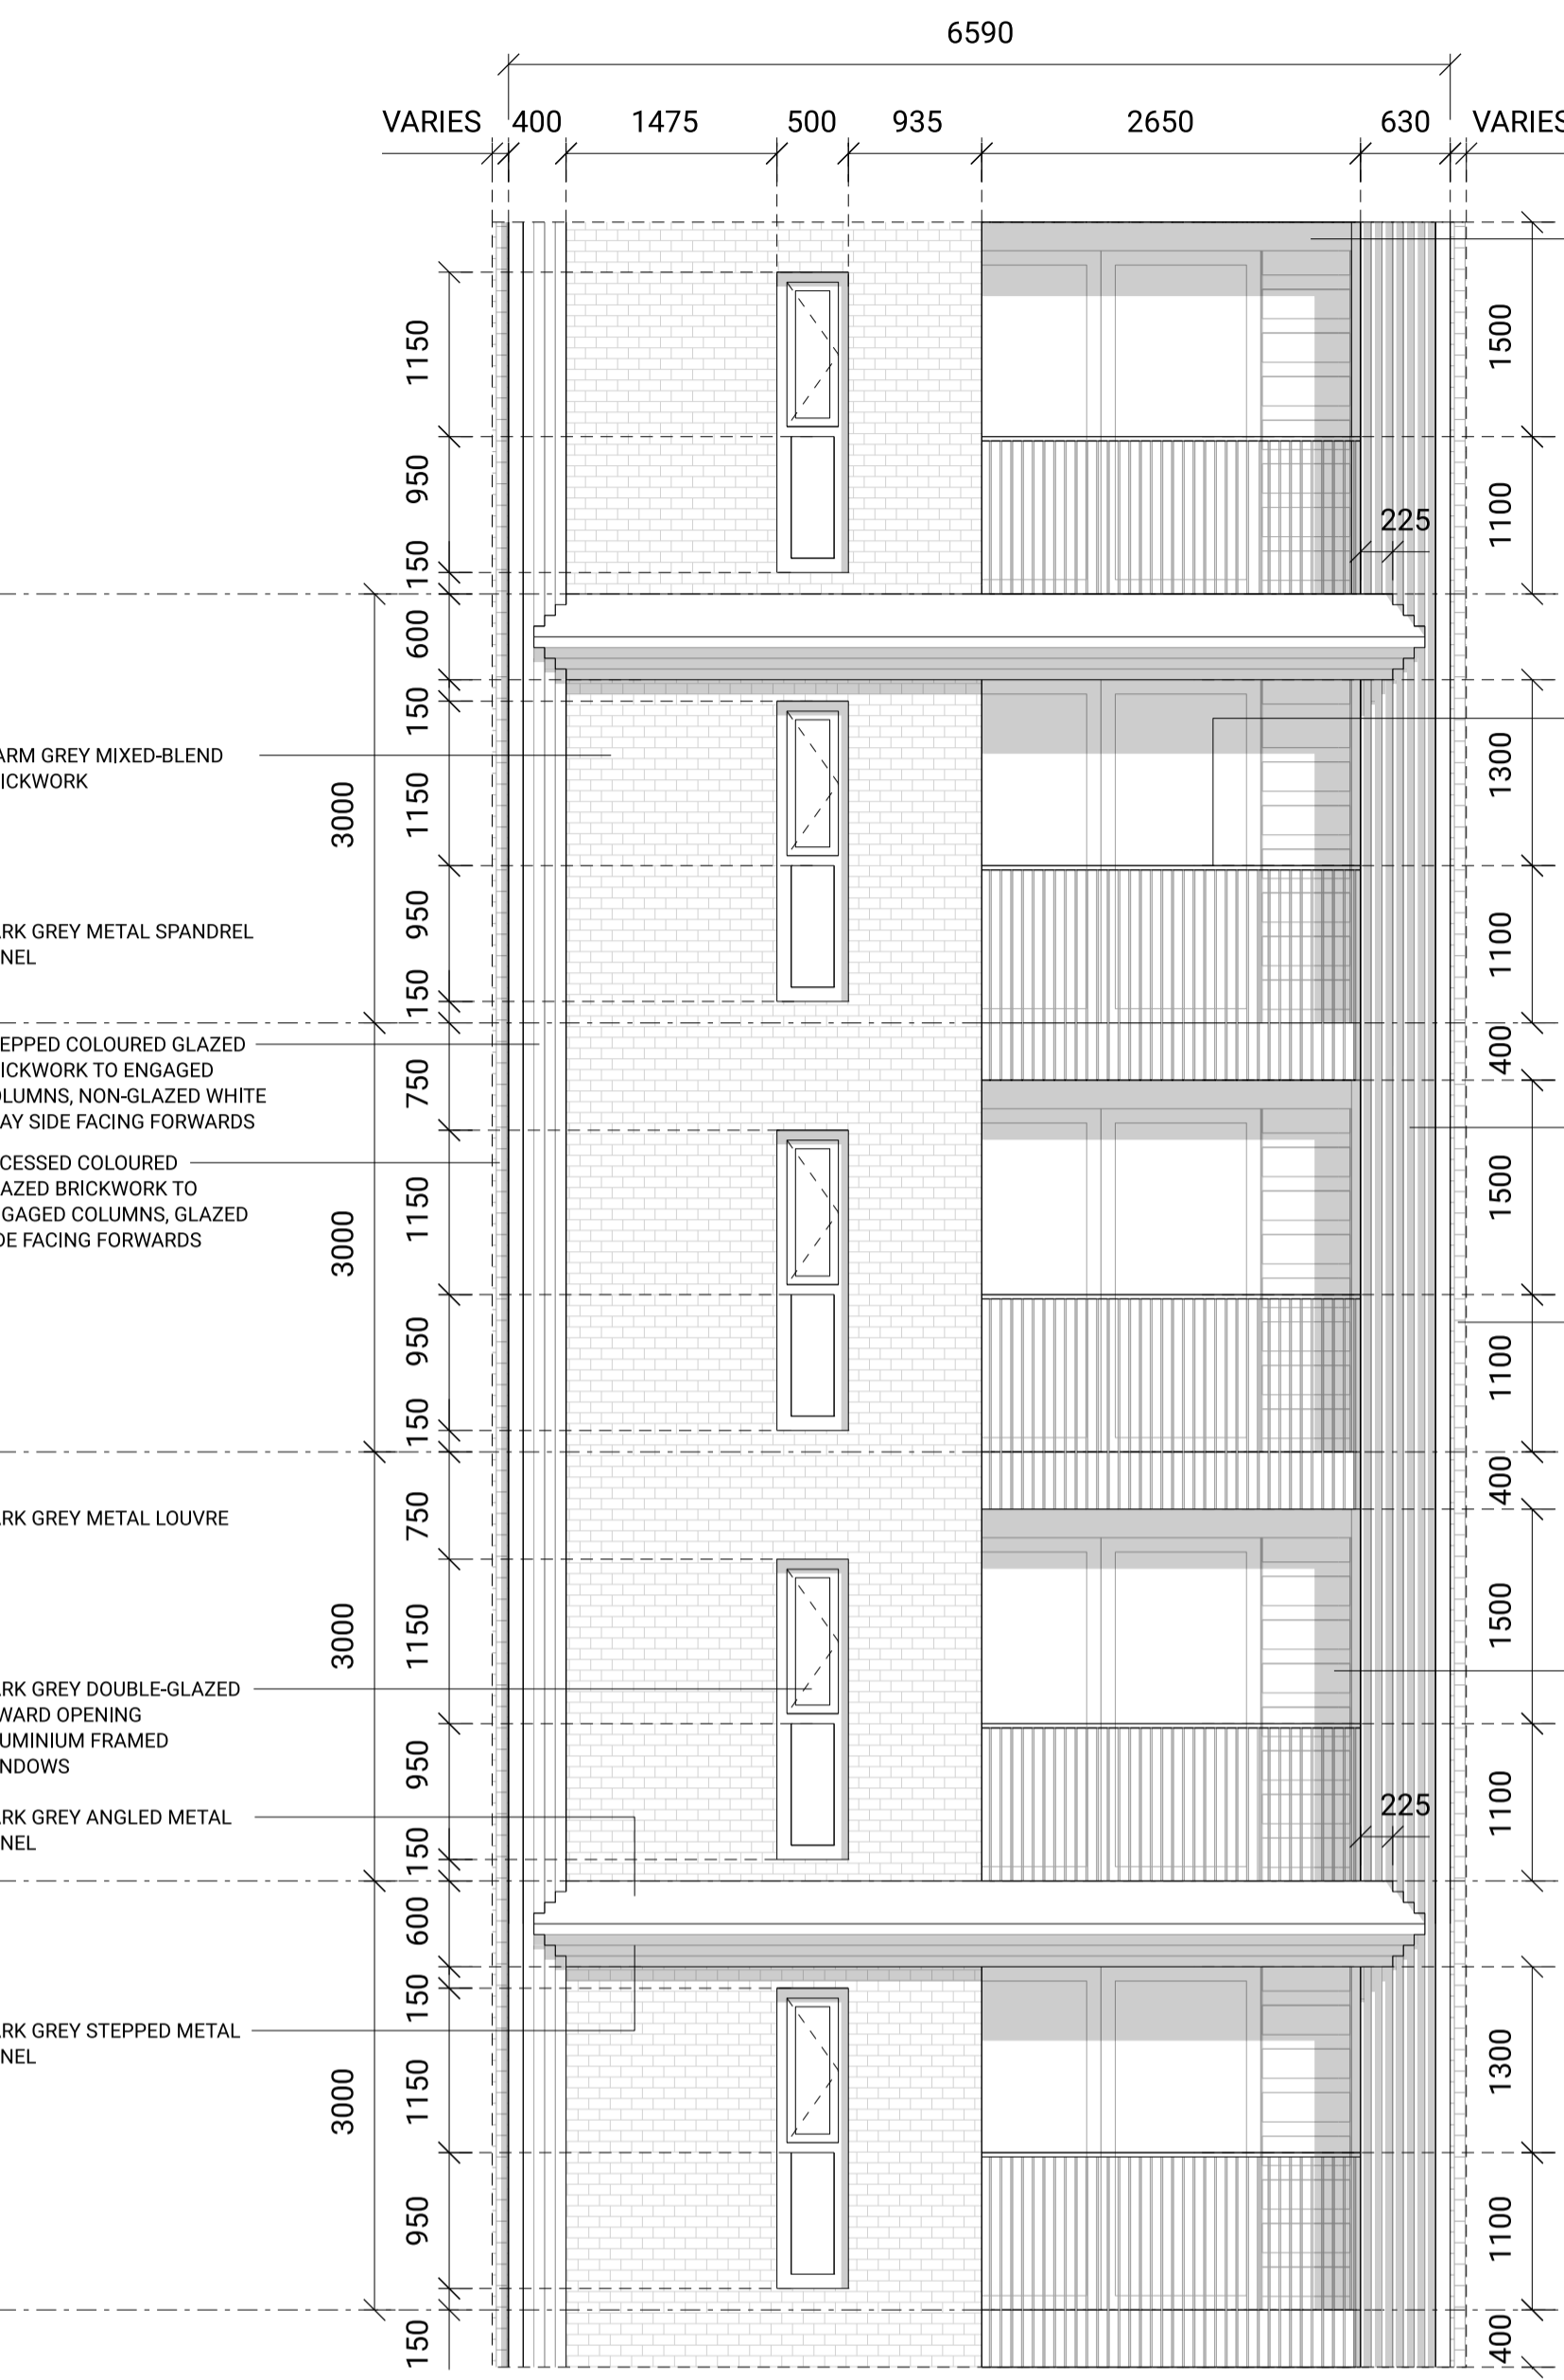 6590
VARIES 400 1475 500 935 2650 630 VARIES
1150
950
150
600
150
1150
950
150
750
1150
950
150
750
1150
950
150
600
150
1150
950
150
3000
3000
3000
3000
ARM GREY MIXED-BLEND
ICKWORK
RK GREY METAL SPANDREL
NEL
EPPED COLOURED GLAZED
ICKWORK TO ENGAGED
OLUMNS, NON-GLAZED WHITE
AY SIDE FACING FORWARDS
CESSED COLOURED
AZED BRICKWORK TO
GAGED COLUMNS, GLAZED
DE FACING FORWARDS
RK GREY METAL LOUVRE
RK GREY DOUBLE-GLAZED
WARD OPENING
UMINIUM FRAMED
NDOWS
RK GREY ANGLED METAL
NEL
RK GREY STEPPED METAL
NEL
225
225
1500
1100
1300
1100
400
1500
1100
400
1500
1100
1300
1100
400